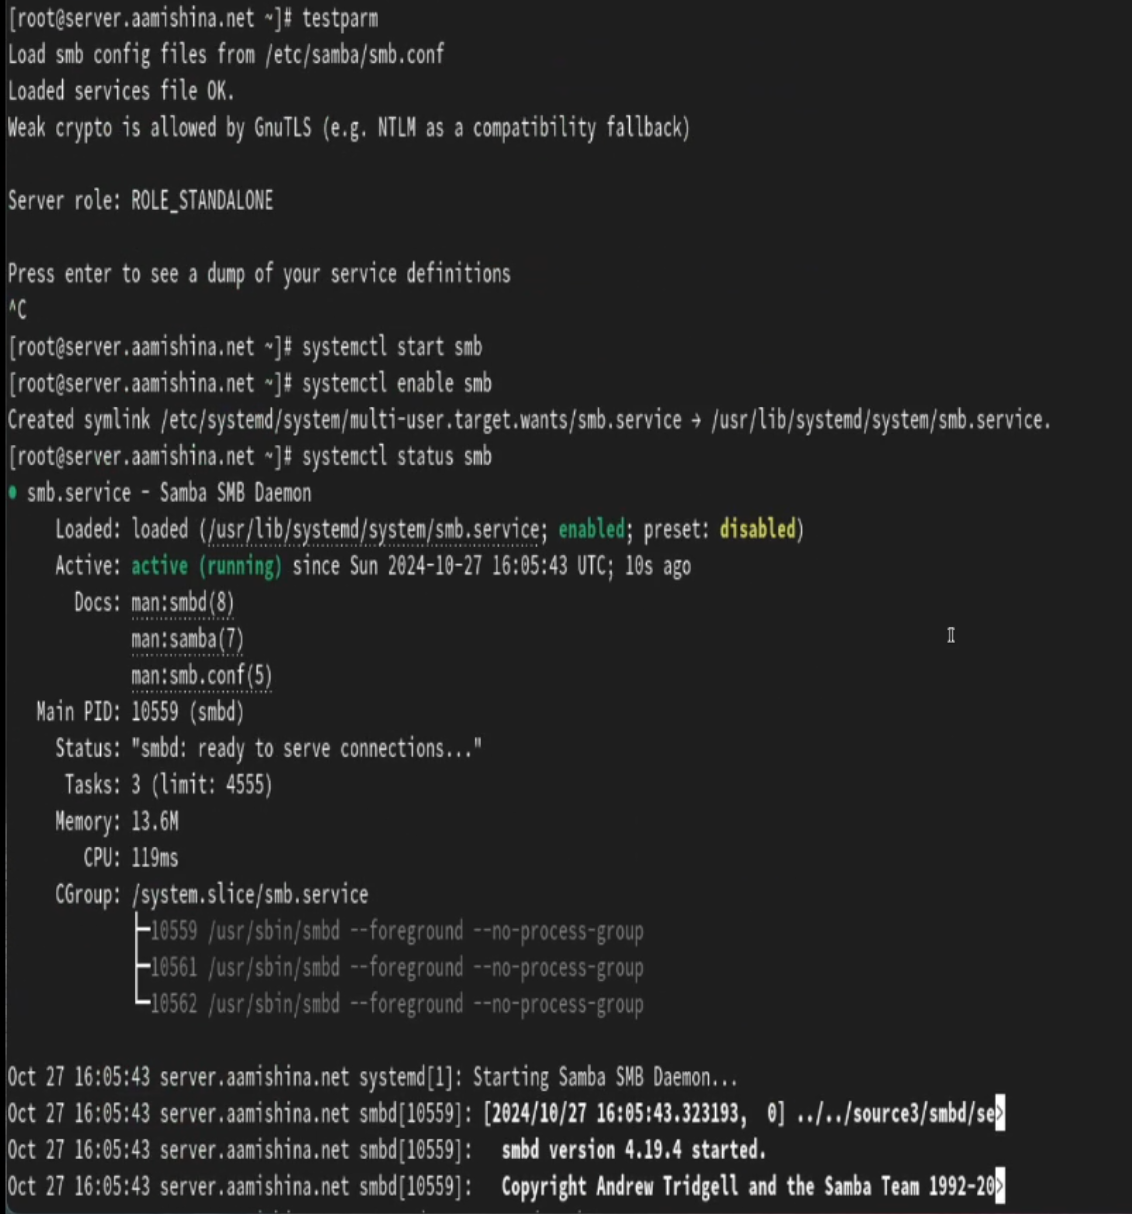 [root@server.aamishina.net ~]# testparm
Load smb config files from /etc/samba/smb.conf
Loaded services file OK.
Weak crypto is allowed by GnuTLS (e.g. NTLM as a compatibility fallback)
Server role: ROLE_STANDALONE
Press enter to see a dump of your service definitions
^C
[root@server.aamishina.net ~]# systemctl start smb
[root@server.aamishina.net ~]# systemctl enable smb
Created symlink /etc/systemd/system/multi-user.target.wants/smb.service → /usr/lib/systemd/system/smb.service.
[root@server.aamishina.net ~]# systemctl status smb
● smb.service - Samba SMB Daemon
Loaded: loaded (/usr/lib/systemd/system/smb.service; enabled; preset: disabled)
Active: active (running) since Sun 2024-10-27 16:05:43 UTC; 10s ago
Docs: man:smbd(8)
man:samba(7)
man:smb.conf(5)
Main PID: 10559 (smbd)
Status: "smbd: ready to serve connections..."
Tasks: 3 (limit: 4555)
Memory: 13.6M
CPU: 119ms
CGroup: /system.slice/smb.service
├─10559 /usr/sbin/smbd --foreground --no-process-group
├─10561 /usr/sbin/smbd --foreground --no-process-group
└─10562 /usr/sbin/smbd --foreground --no-process-group
Oct 27 16:05:43 server.aamishina.net systemd[1]: Starting Samba SMB Daemon...
Oct 27 16:05:43 server.aamishina.net smbd[10559]: [2024/10/27 16:05:43.323193, 0] ../../source3/smbd/se>
Oct 27 16:05:43 server.aamishina.net smbd[10559]: smbd version 4.19.4 started.
Oct 27 16:05:43 server.aamishina.net smbd[10559]: Copyright Andrew Tridgell and the Samba Team 1992-20>